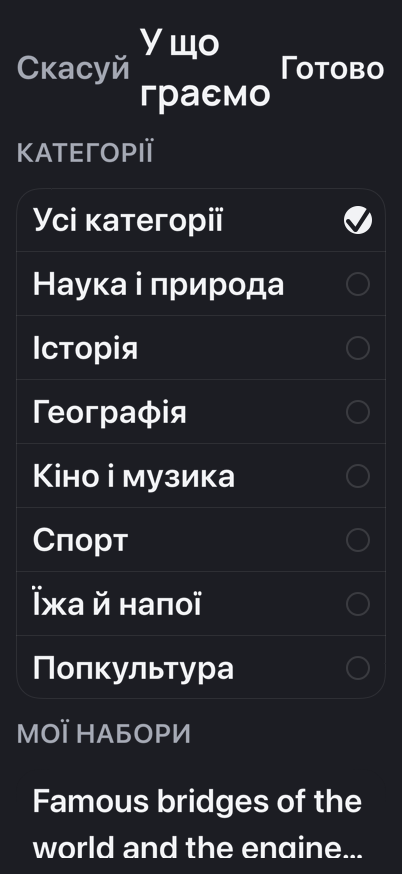 Скасуй
У що
граємо
Готово
КАТЕГОРІЇ
Усі категорії
Наука і природа
Історія
Географія
Кіно і музика
Спорт
Їжа й напої
Попкультура
МОЇ НАБОРИ
Famous bridges of the
world and the engine…